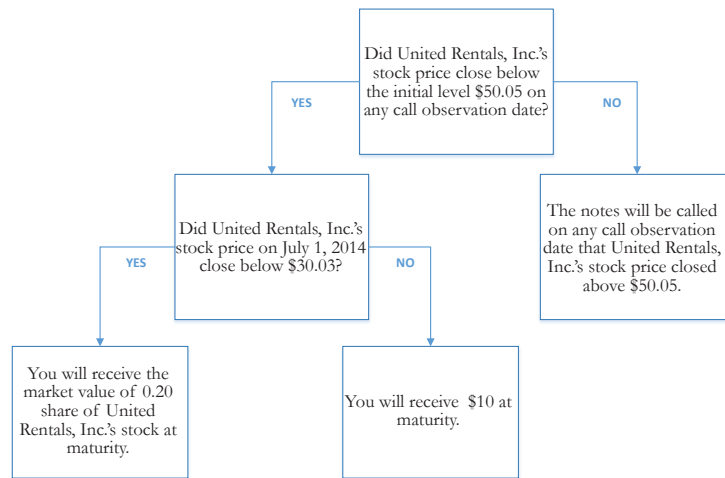 Did United Rentals, Inc.'s
stock price close below
the initial level $50.05 on
any call observation date?
YES
NO
Did United Rentals, Inc.'s
stock price on July 1, 2014
close below $30.03?
The notes will be called
on any call observation
date that United Rentals,
Inc.'s stock price closed
above $50.05.
YES
NO
You will receive the
market value of 0.20
share of United
Rentals, Inc.'s stock at
maturity.
You will receive $10 at
maturity.